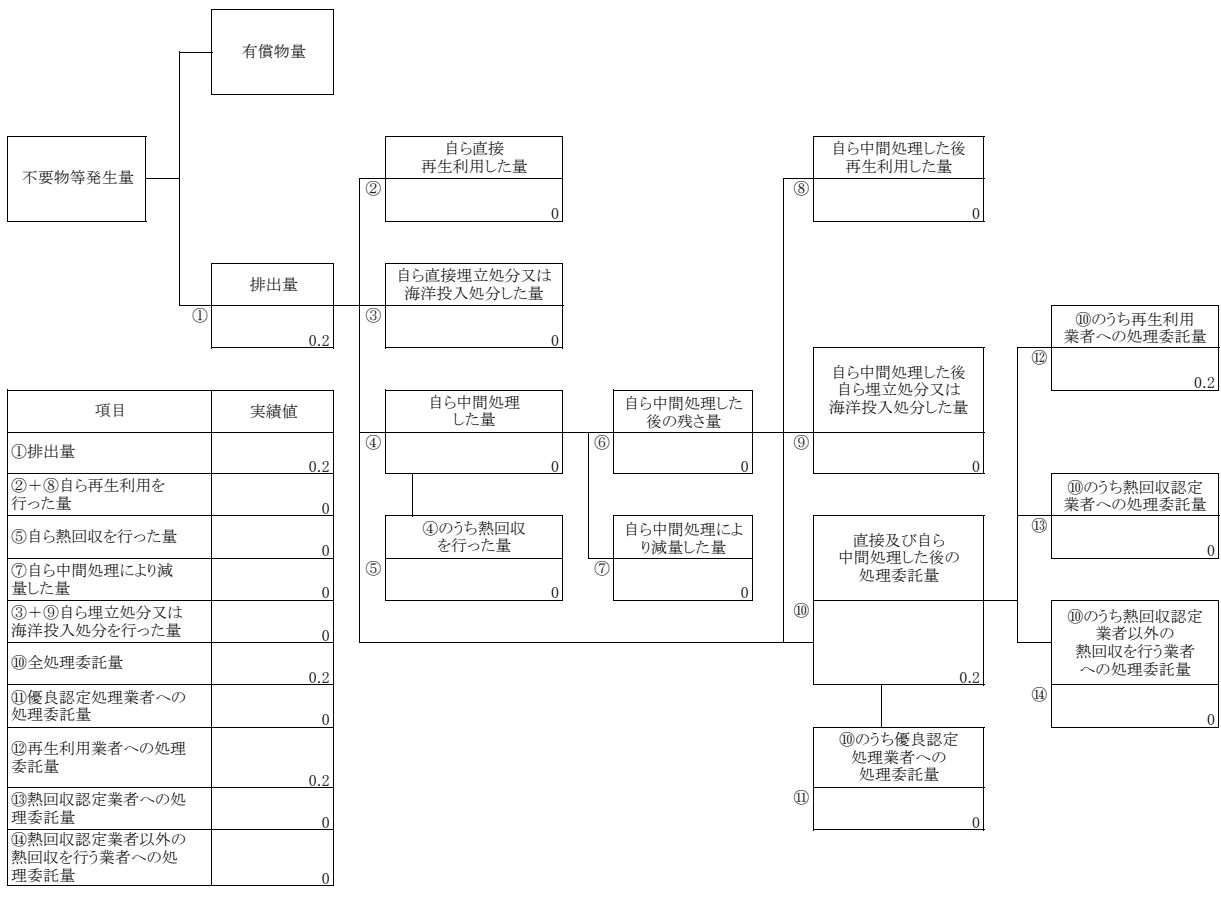 有償物量
不要物等発生量
排出量
①
0.2
自ら直接
再生利用した量
②
0
自ら直接埋立処分又は
海洋投入処分した量
③
0
自ら中間処理
した量
④
0
④のうち熱回収
を行った量
⑤
0
自ら中間処理した
後の残さ量
⑥
0
自ら中間処理によ
り減量した量
⑦
0
自ら中間処理した後
再生利用した量
⑧
0
自ら中間処理した後
自ら埋立処分又は
海洋投入処分した量
⑨
0
直接及び自ら
中間処理した後の
処理委託量
⑩
0.2
⑩のうち優良認定
処理業者への
処理委託量
⑪
0
⑩のうち再生利用
業者への処理委託量
⑫
0.2
⑩のうち熱回収認定
業者への処理委託量
⑬
0
⑩のうち熱回収認定
業者以外の
熱回収を行う業者
への処理委託量
⑭
0
項目 実績値
①排出量
0.2
②＋⑧自ら再生利用を
行った量
0
⑤自ら熱回収を行った量
0
⑦自ら中間処理により減
量した量
0
③＋⑨自ら埋立処分又は
海洋投入処分を行った量
0
⑩全処理委託量
0.2
⑪優良認定処理業者への
処理委託量
0
⑫再生利用業者への処理
委託量
0.2
⑬熱回収認定業者への処
理委託量
0
⑭熱回収認定業者以外の
熱回収を行う業者への処
理委託量
0